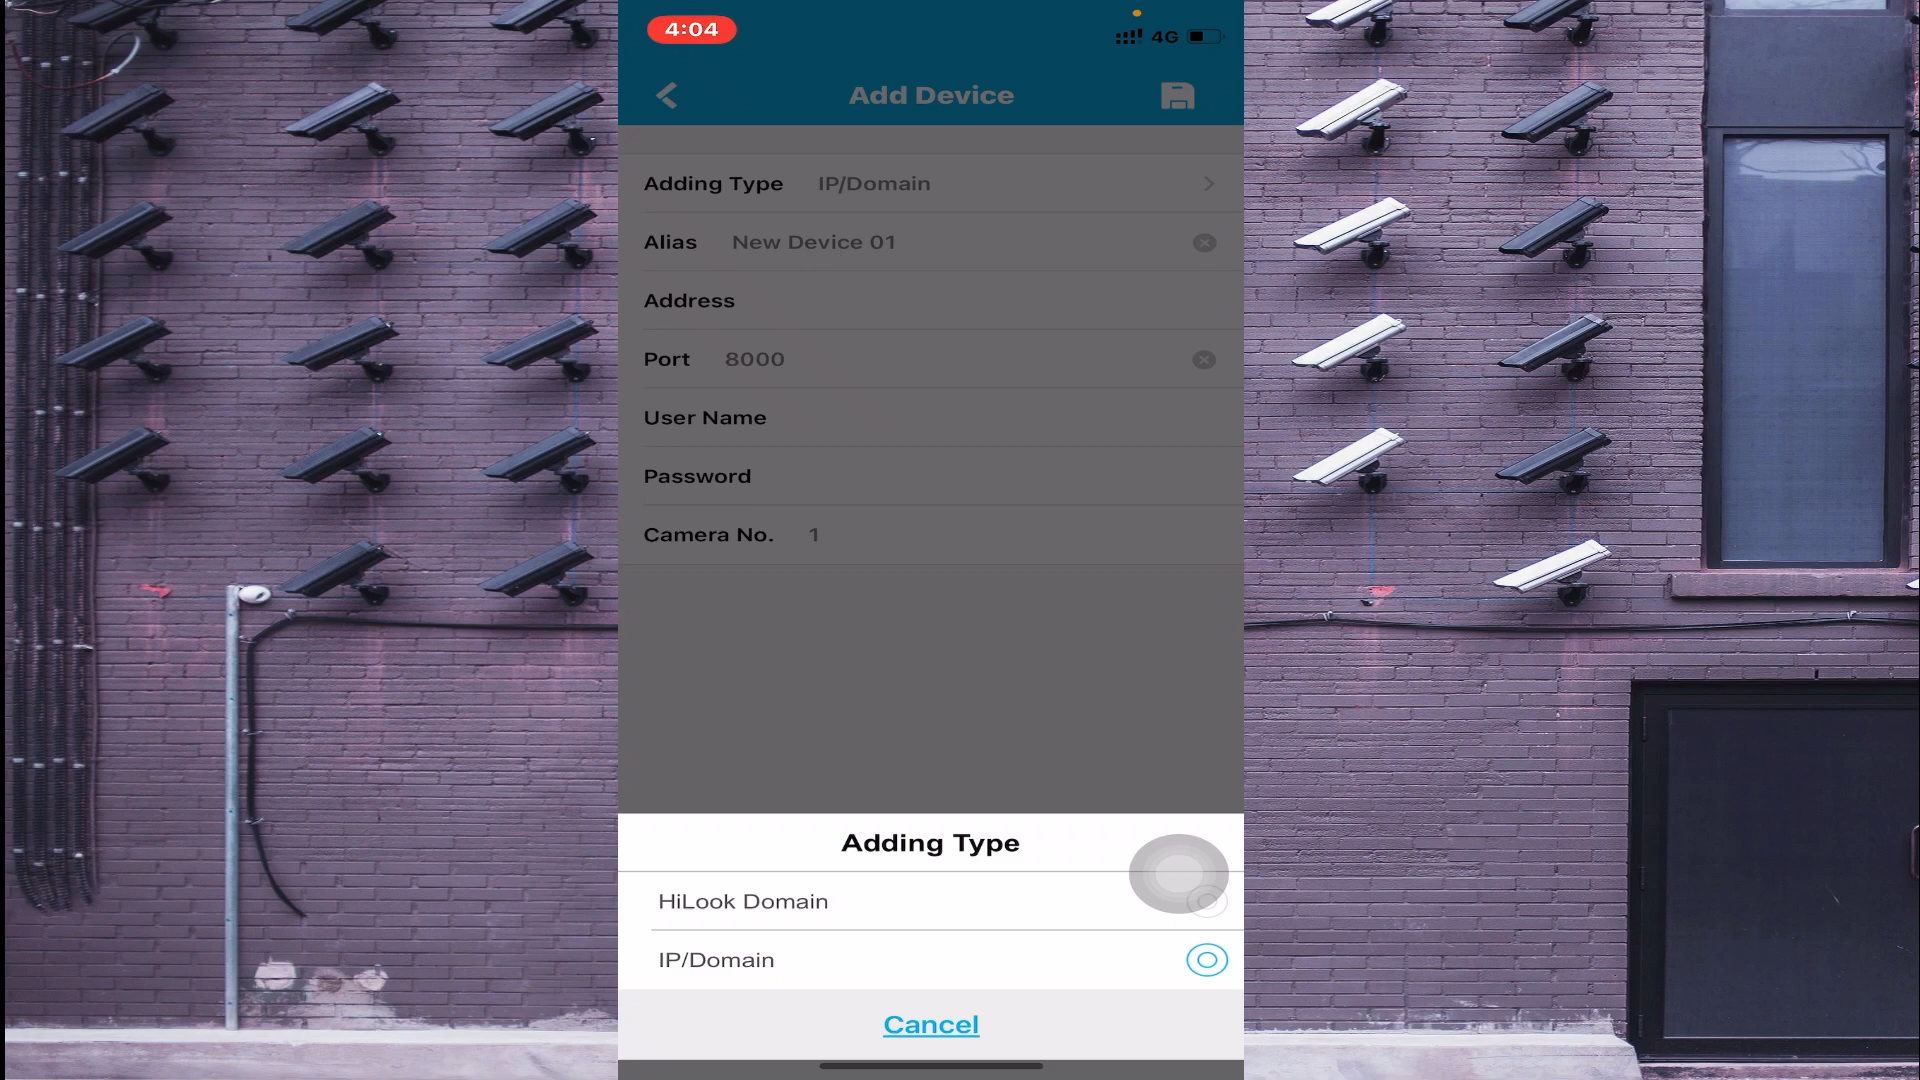 4:04
4G
Add Device
Adding Type IP/Domain
Alias New Device 01
Address
Port 8000
User Name
Password
Camera No. 1
Adding Type
HiLook Domain
IP/Domain
Cancel